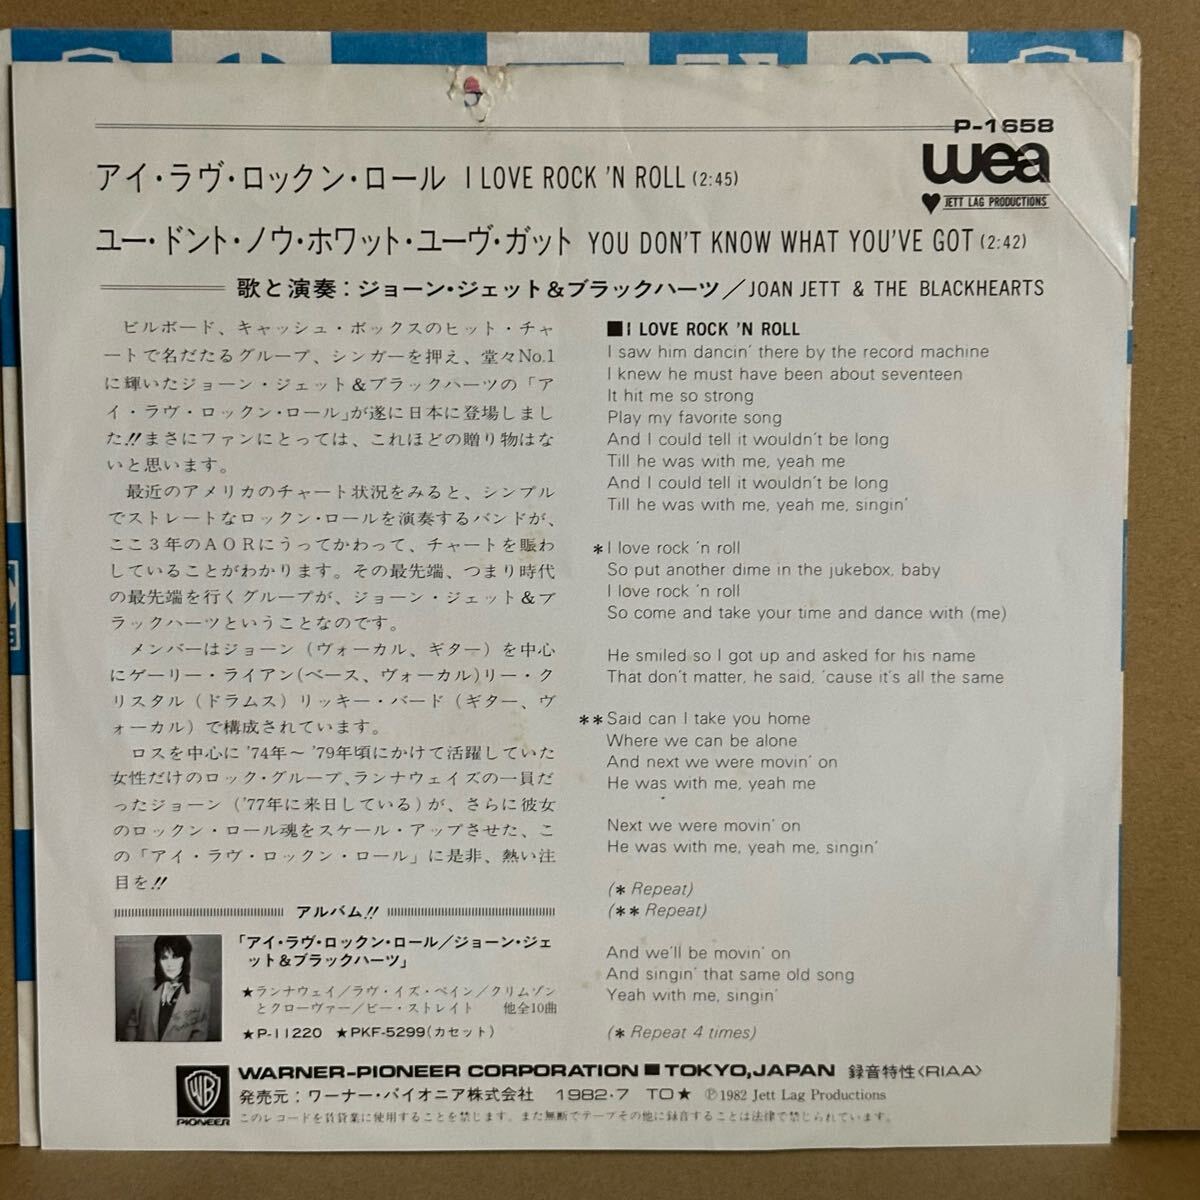 P-1658
wea
JETT LAG PRODUCTIONS
アイ・ラヴ・ロックン・ロール I LOVE ROCK 'N ROLL (2:45)
ユー・ドント・ノウ・ホワット・ユーヴ・ガット YOU DON'T KNOW WHAT YOU'VE GOT (2:42)
歌と演奏:ジョーン・ジェット&ブラックハーツ/JOAN JETT & THE BLACKHEARTS
ビルボード、キャッシュ・ボックスのヒット・チャ
ートで名だたるグループ、シンガーを押え、堂々No.1
に輝いたジョーン・ジェット&ブラックハーツの「ア
イ・ラヴ・ロックン・ロール」が遂に日本に登場しまし
た!!まさにファンにとっては、これほどの贈り物はな
いと思います。
最近のアメリカのチャート状況をみると、シンプル
でストレートなロックン・ロールを演奏するバンドが、
ここ3年のAORにうってかわって、チャートを賑わ
していることがわかります。その最先端、つまり時代
の最先端を行くグループが、ジョーン・ジェット&ブ
ラックハーツということなのです。
メンバーはジョーン(ヴォーカル、ギター)を中心
にゲーリー・ライアン(ベース、ヴォーカル)リー・ク
リスタル(ドラムス)リッキー・バード(ギター、ヴ
ォーカル)で構成されています。
ロスを中心に'74年〜'79年頃にかけて活躍していた
女性だけのロック・グループ、ランナウェイズの一員だ
ったジョーン('77年に来日している)が、さらに彼女
のロックン・ロール魂をスケール・アップさせた、こ
の「アイ・ラヴ・ロックン・ロール」に是非、熱い注
目を!!
アルバム!!
「アイ・ラヴ・ロックン・ロール/ジョーン・ジェ
ット&ブラックハーツ」
★ランナウェイ/ラヴ・イズ・ペイン/クリムゾン
とクローヴァー/ビー・ストレイト 他全10曲
★P-11220 ★PKF-5299(カセット)
■I LOVE ROCK 'N ROLL
I saw him dancin' there by the record machine
I knew he must have been about seventeen
It hit me so strong
Play my favorite song
And I could tell it wouldn't be long
Till he was with me, yeah me
And I could tell it wouldn't be long
Till he was with me, yeah me, singin'
*I love rock 'n roll
So put another dime in the jukebox, baby
I love rock 'n roll
So come and take your time and dance with (me)
He smiled so I got up and asked for his name
That don't matter, he said, 'cause it's all the same
**Said can I take you home
Where we can be alone
And next we were movin' on
He was with me, yeah me
Next we were movin' on
He was with me, yeah me, singin'
(* Repeat)
(** Repeat)
And we'll be movin' on
And singin' that same old song
Yeah with me, singin'
(* Repeat 4 times)
WB
PIONEER
WARNER-PIONEER CORPORATION ■ TOKYO, JAPAN 録音特性〈RIAA〉
発売元:ワーナー・パイオニア株式会社 1982・7 TO★ ℗1982 Jett Lag Productions
このレコードを賃貸業に使用することを禁じます。また無断でテープその他に録音することは法律で禁じられています。